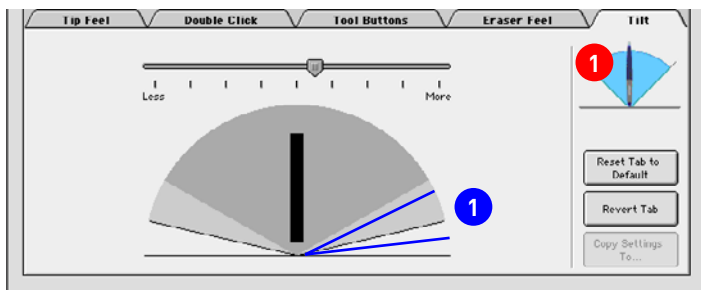 Tip Feel Double Click Tool Buttons Eraser Feel Tilt
1
Less More
1
Reset Tab to
Default
Revert Tab
Copy Settings
To...